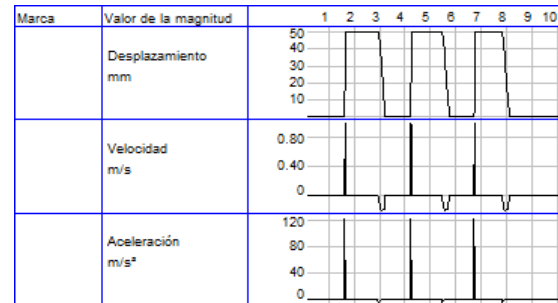 Marca Valor de la magnitud 1 2 3 4 5 6 7 8 9 10
Desplazamiento
mm
50
40
30
20
10
Velocidad
m/s
0.80
0.40
0
Aceleración
m/s²
120
80
40
0